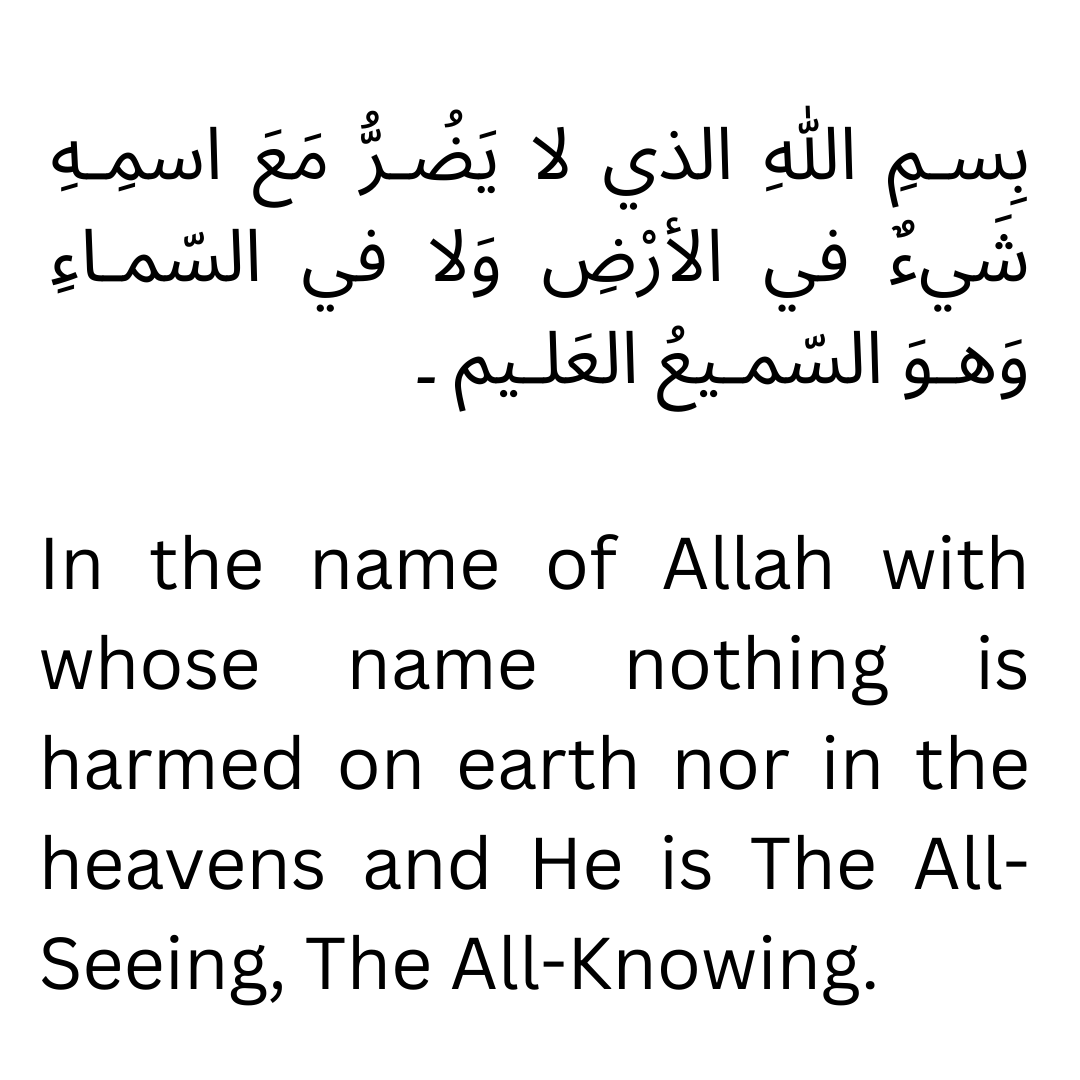 بِسـمِ اللهِ الذي لا يَضُـرُّ مَعَ اسمِـهِ
شَيءٌ في الأرْضِ وَلا في السّمـاءِ
وَهـوَ السّمـيعُ العَلـيم ـ
In the name of Allah with
whose name nothing is
harmed on earth nor in the
heavens and He is The All-
Seeing, The All-Knowing.